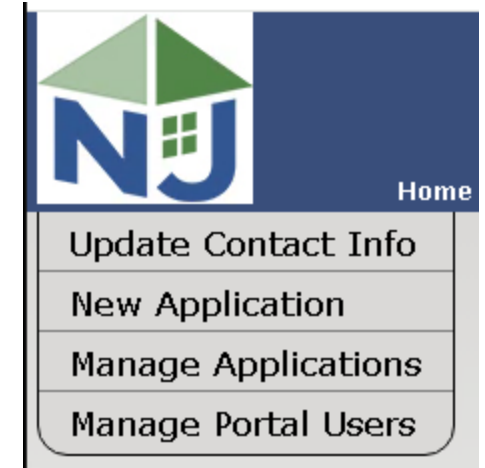 NJ
Home
Update Contact Info
New Application
Manage Applications
Manage Portal Users